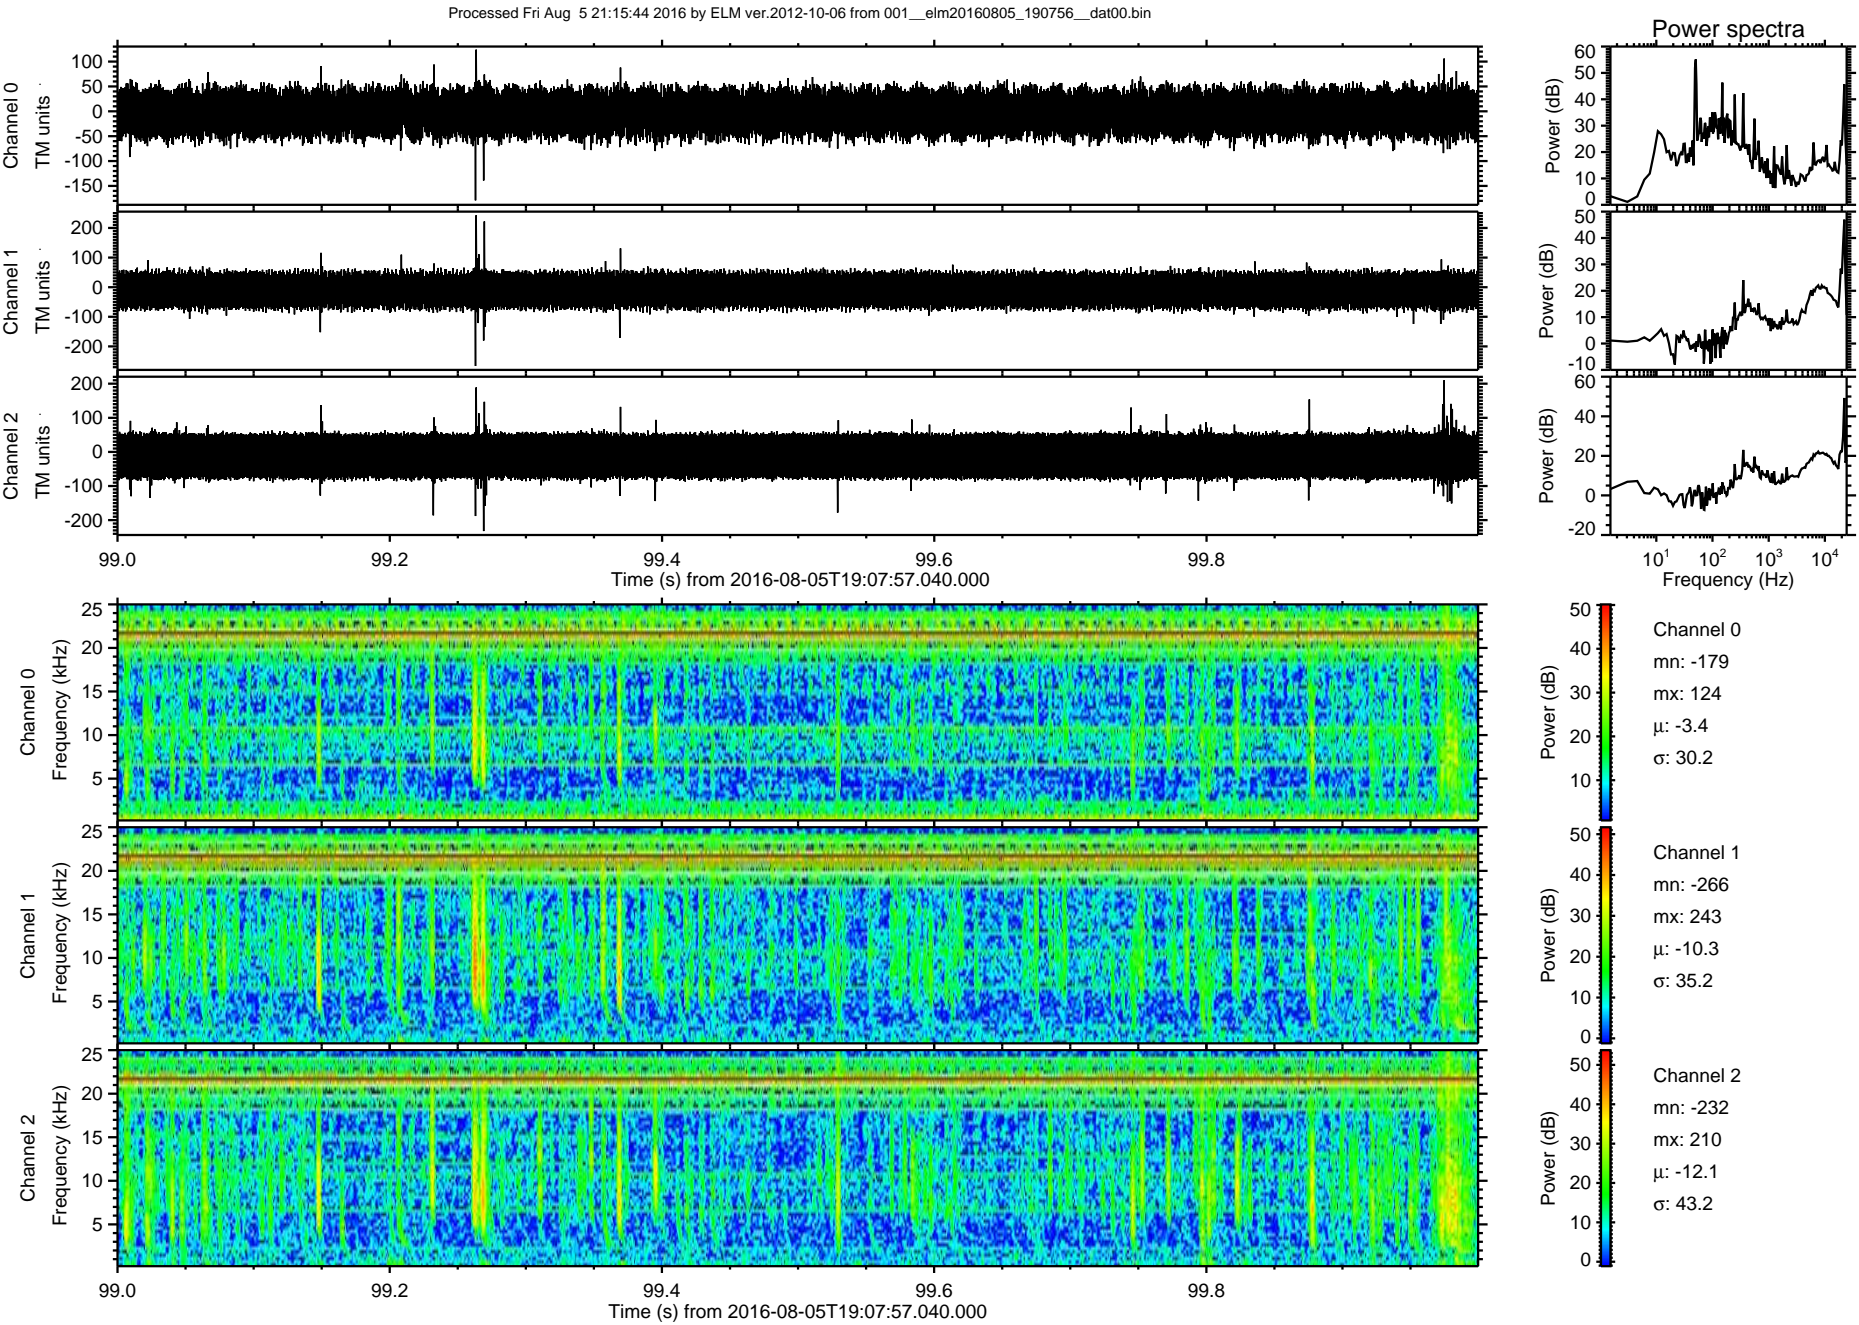 Processed Fri Aug  5 21:15:44 2016 by ELM ver.2012-10-06 from 001__elm20160805_190756__dat00.bin
Power spectra
Channel 0
TM units
100
50
0
-50
-100
-150
Power (dB)
60
50
40
30
20
10
0
Channel 1
TM units
200
100
0
-100
-200
Power (dB)
50
40
30
20
10
0
-10
Channel 2
TM units
200
100
0
-100
-200
Power (dB)
60
40
20
0
-20
99.0 99.2 99.4 99.6 99.8
Time (s) from 2016-08-05T19:07:57.040.000
10¹ 10² 10³ 10⁴
Frequency (Hz)
Channel 0
Frequency (kHz)
25
20
15
10
5
Power (dB)
50
40
30
20
10
Channel 0
mn: -179
mx: 124
µ: -3.4
σ: 30.2
Channel 1
Frequency (kHz)
25
20
15
10
5
Power (dB)
50
40
30
20
10
0
Channel 1
mn: -266
mx: 243
µ: -10.3
σ: 35.2
Channel 2
Frequency (kHz)
25
20
15
10
5
Power (dB)
50
40
30
20
10
0
Channel 2
mn: -232
mx: 210
µ: -12.1
σ: 43.2
99.0 99.2 99.4 99.6 99.8
Time (s) from 2016-08-05T19:07:57.040.000